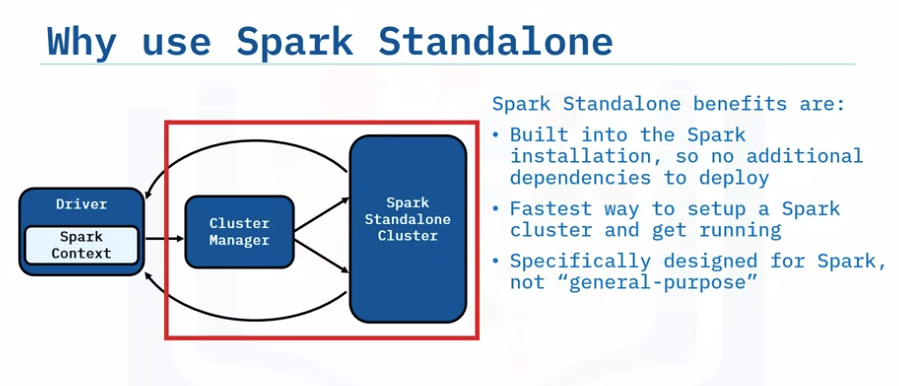 Why use Spark Standalone
Driver
Spark
Context
Cluster
Manager
Spark
Standalone
Cluster
Spark Standalone benefits are:
• Built into the Spark
installation, so no additional
dependencies to deploy
• Fastest way to setup a Spark
cluster and get running
• Specifically designed for Spark,
not “general-purpose”